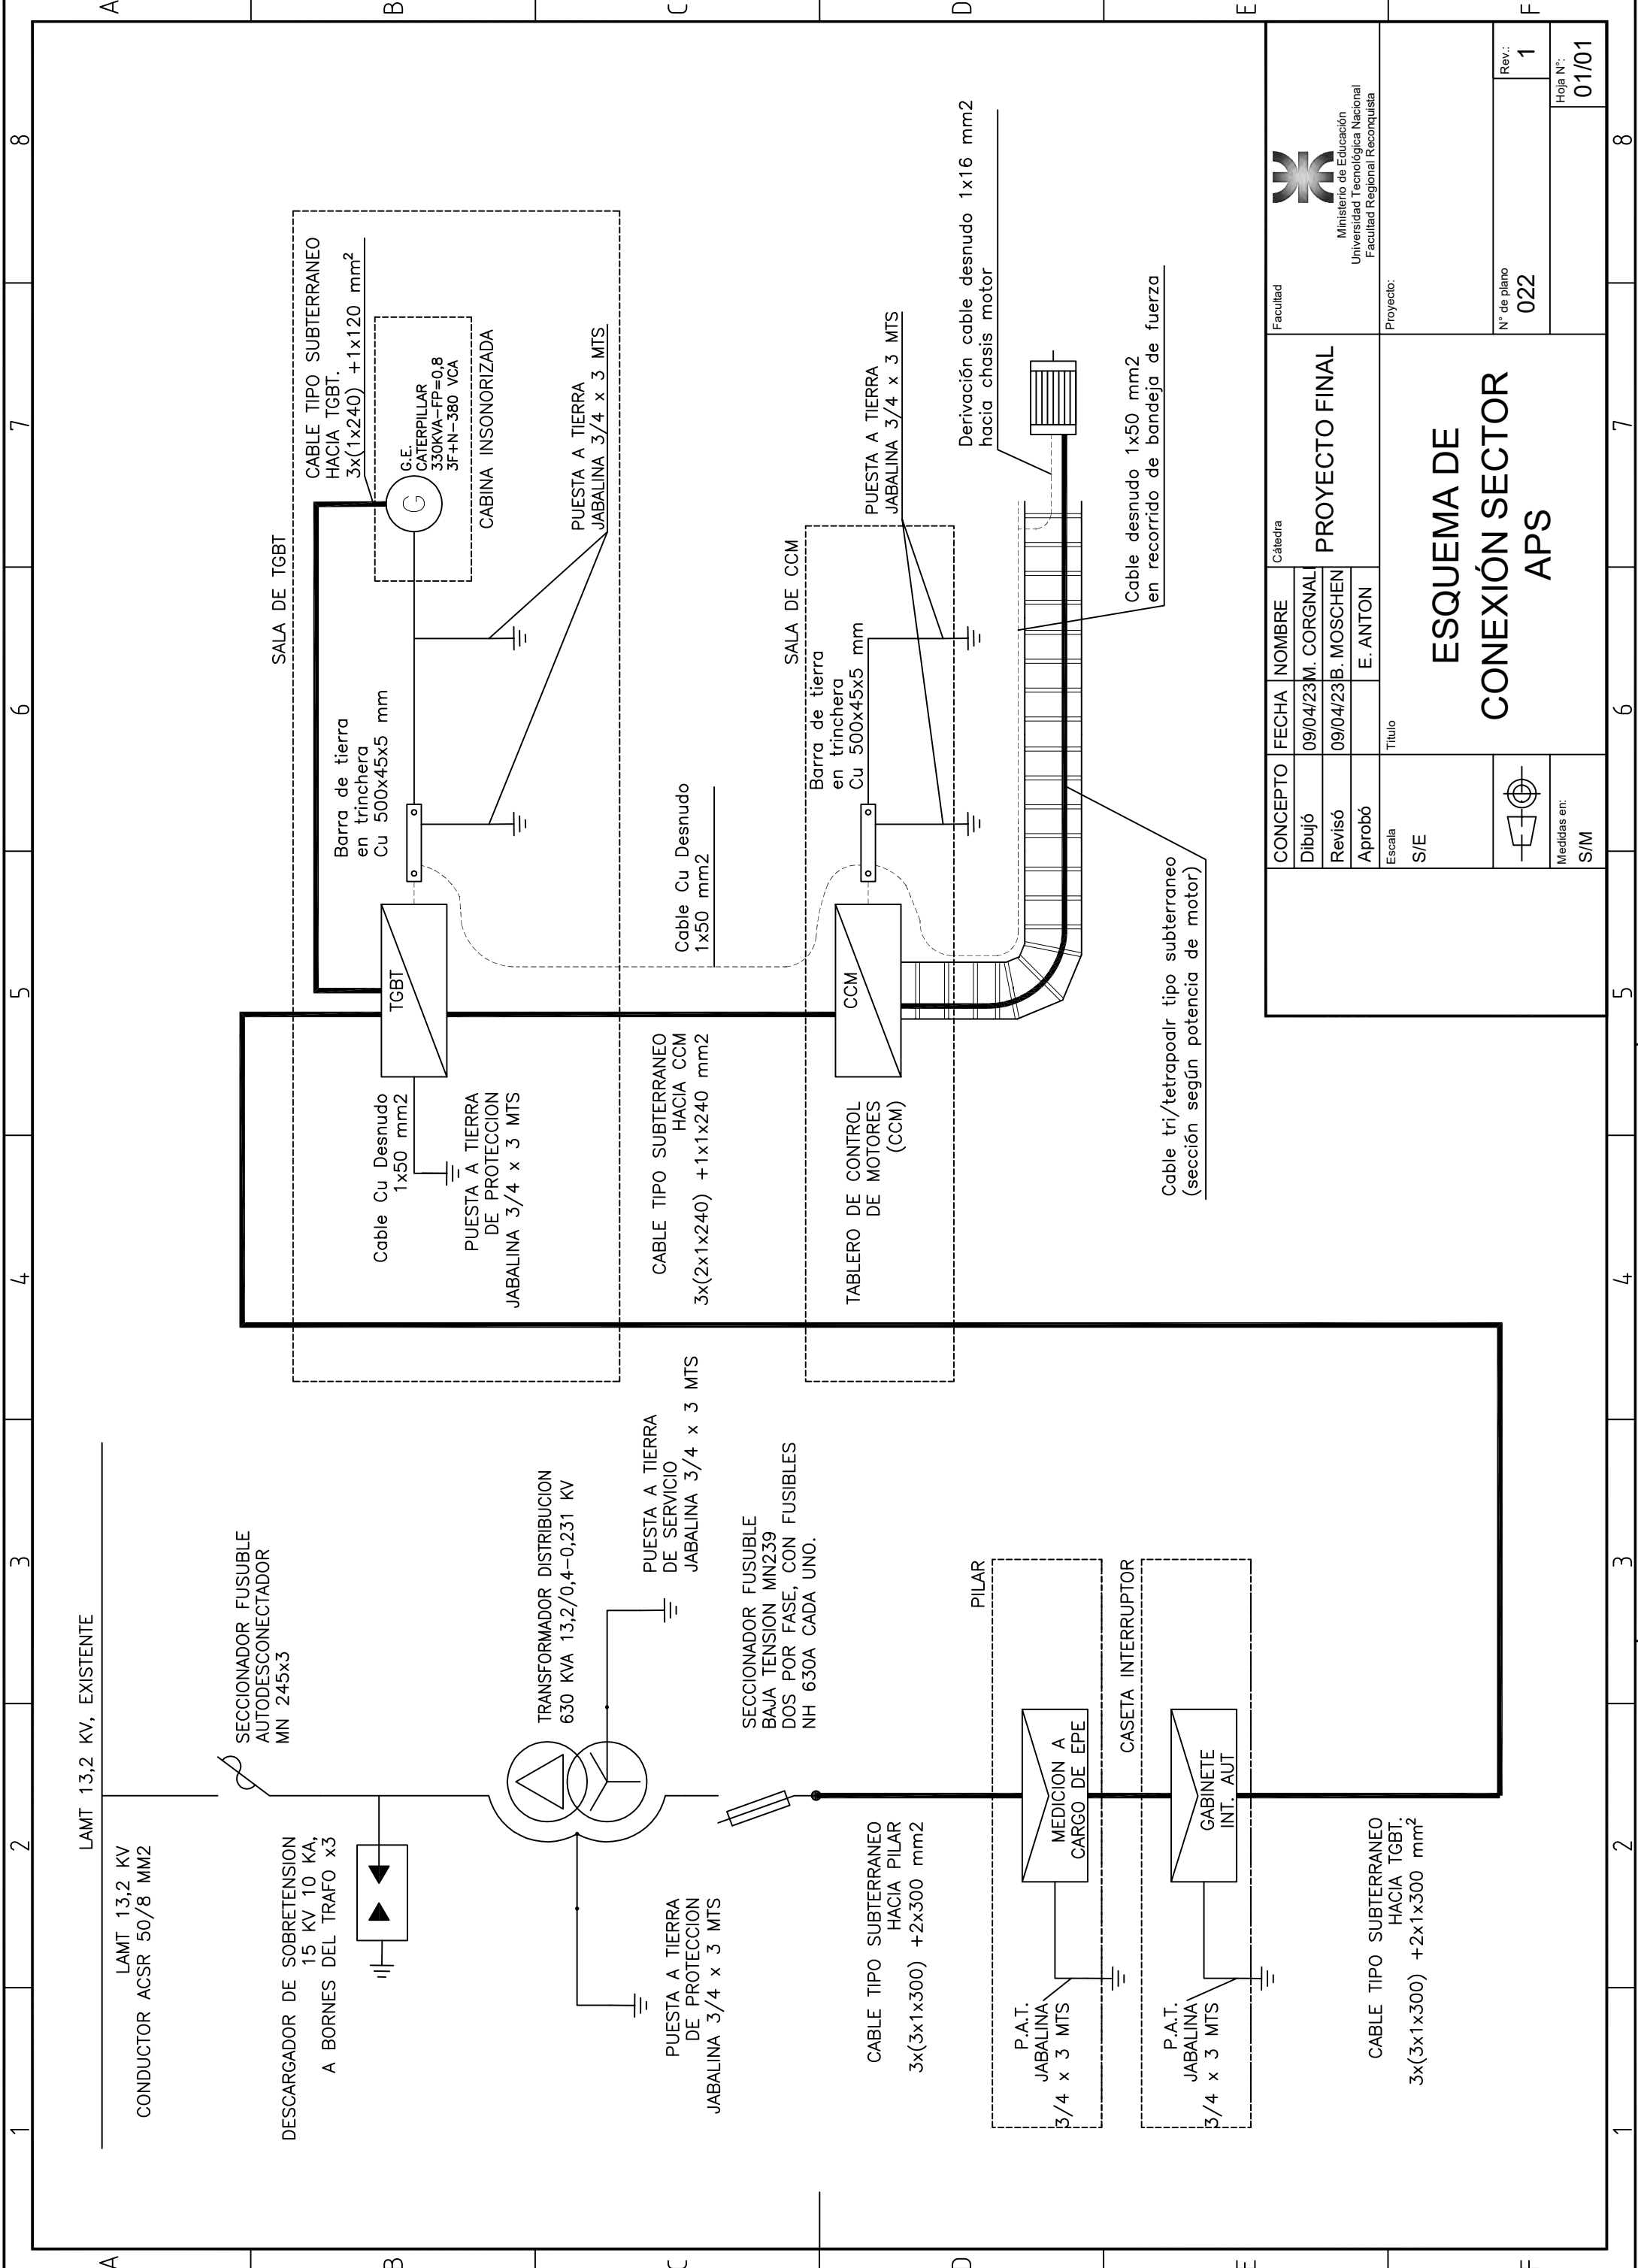 1 2 3 4 5 6 7 8
A
B
C
D
E
F
LAMT 13,2 KV, EXISTENTE
LAMT 13,2 KV
CONDUCTOR ACSR 50/8 MM2
SECCIONADOR FUSUBLE
AUTODESCONECTADOR
MN 245x3
DESCARGADOR DE SOBRETENSION
15 KV 10 KA,
A BORNES DEL TRAFO x3
TRANSFORMADOR DISTRIBUCION
630 KVA 13,2/0,4-0,231 KV
PUESTA A TIERRA
DE SERVICIO
JABALINA 3/4 x 3 MTS
PUESTA A TIERRA
DE PROTECCION
JABALINA 3/4 x 3 MTS
SECCIONADOR FUSUBLE
BAJA TENSION MN239
DOS POR FASE, CON FUSIBLES
NH 630A CADA UNO.
CABLE TIPO SUBTERRANEO
HACIA PILAR
3x(3x1x300) +2x300 mm2
PILAR
MEDICION A
CARGO DE EPE
P.A.T.
JABALINA
3/4 x 3 MTS
CASETA INTERRUPTOR
GABINETE
INT. AUT
P.A.T.
JABALINA
3/4 x 3 MTS
CABLE TIPO SUBTERRANEO
HACIA TGBT.
3x(3x1x300) +2x1x300 mm²
SALA DE TGBT
CABLE TIPO SUBTERRANEO
HACIA TGBT.
3x(1x240) +1x120 mm²
G
G.E.
CATERPILLAR
330KVA-FP=0,8
3F+N-380 VCA
CABINA INSONORIZADA
Barra de tierra
en trinchera
Cu 500x45x5 mm
TGBT
Cable Cu Desnudo
1x50 mm2
PUESTA A TIERRA
DE PROTECCION
JABALINA 3/4 x 3 MTS
PUESTA A TIERRA
JABALINA 3/4 x 3 MTS
CABLE TIPO SUBTERRANEO
HACIA CCM
3x(2x1x240) +1x1x240 mm2
Cable Cu Desnudo
1x50 mm2
SALA DE CCM
Barra de tierra
en trinchera
Cu 500x45x5 mm
CCM
TABLERO DE CONTROL
DE MOTORES
(CCM)
PUESTA A TIERRA
JABALINA 3/4 x 3 MTS
Derivación cable desnudo 1x16 mm2
hacia chasis motor
Cable desnudo 1x50 mm2
en recorrido de bandeja de fuerza
Cable tri/tetrapoalr tipo subterraneo
(sección según potencia de motor)
CONCEPTO FECHA NOMBRE
Dibujó 09/04/23 M. CORGNALI
Revisó 09/04/23 B. MOSCHEN
Aprobó E. ANTON
Cátedra
PROYECTO FINAL
Facultad
Ministerio de Educación
Universidad Tecnológica Nacional
Facultad Regional Reconquista
Escala
S/E
Título
ESQUEMA DE
CONEXIÓN SECTOR
APS
Proyecto:
N° de plano
022
Rev.:
1
Hoja N°:
01/01
Medidas en:
S/M
1 2 3 4 5 6 7 8
A
B
C
D
E
F